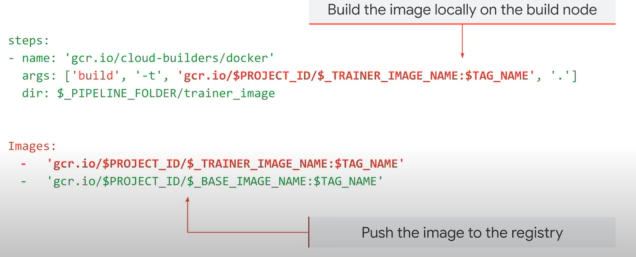 Build the image locally on the build node
steps:
- name: 'gcr.io/cloud-builders/docker'
args: ['build', '-t', 'gcr.io/$PROJECT_ID/$_TRAINER_IMAGE_NAME:$TAG_NAME', '.']
dir: $_PIPELINE_FOLDER/trainer_image
Images:
- 'gcr.io/$PROJECT_ID/$_TRAINER_IMAGE_NAME:$TAG_NAME'
- 'gcr.io/$PROJECT_ID/$_BASE_IMAGE_NAME:$TAG_NAME'
Push the image to the registry